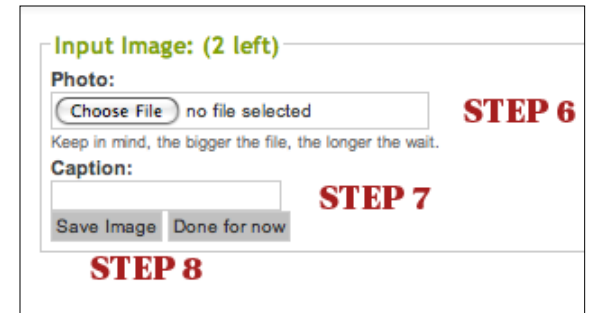 Input Image: (2 left)
Photo:
Choose File no file selected STEP 6
Keep in mind, the bigger the file, the longer the wait.
Caption:
STEP 7
Save Image Done for now
STEP 8